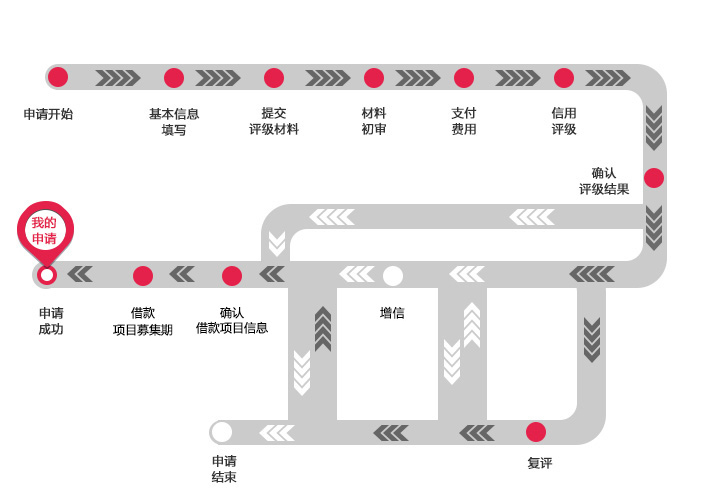 申请开始
基本信息
填写
提交
评级材料
材料
初审
支付
费用
信用
评级
确认
评级结果
我的
申请
申请
成功
借款
项目募集期
确认
借款项目信息
增信
申请
结束
复评